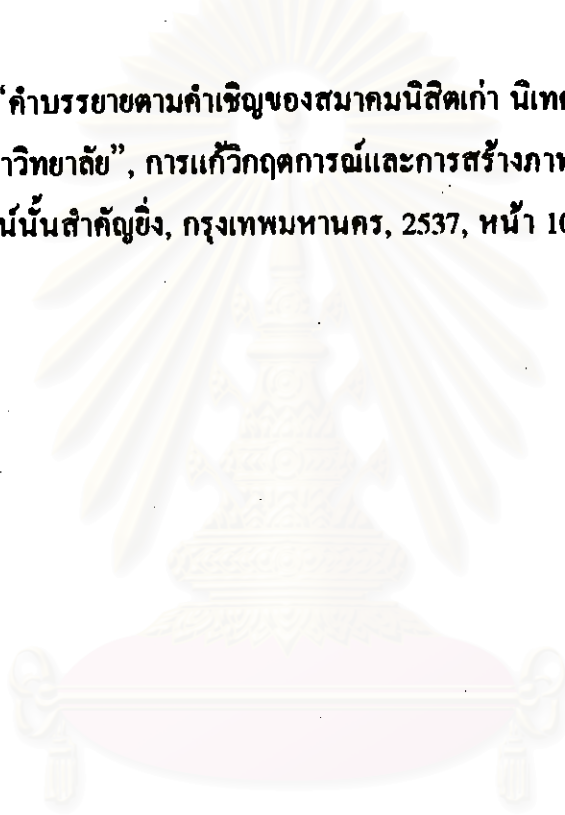 “คำบรรยายตามคำเชิญของสมาคมนิสิตเก่า นิเทศ
าวิทยาลัย”, การแก้วิกฤตการณ์และการสร้างภาพ
น์นั้นสำคัญยิ่ง, กรุงเทพมหานคร, 2537, หน้า 10